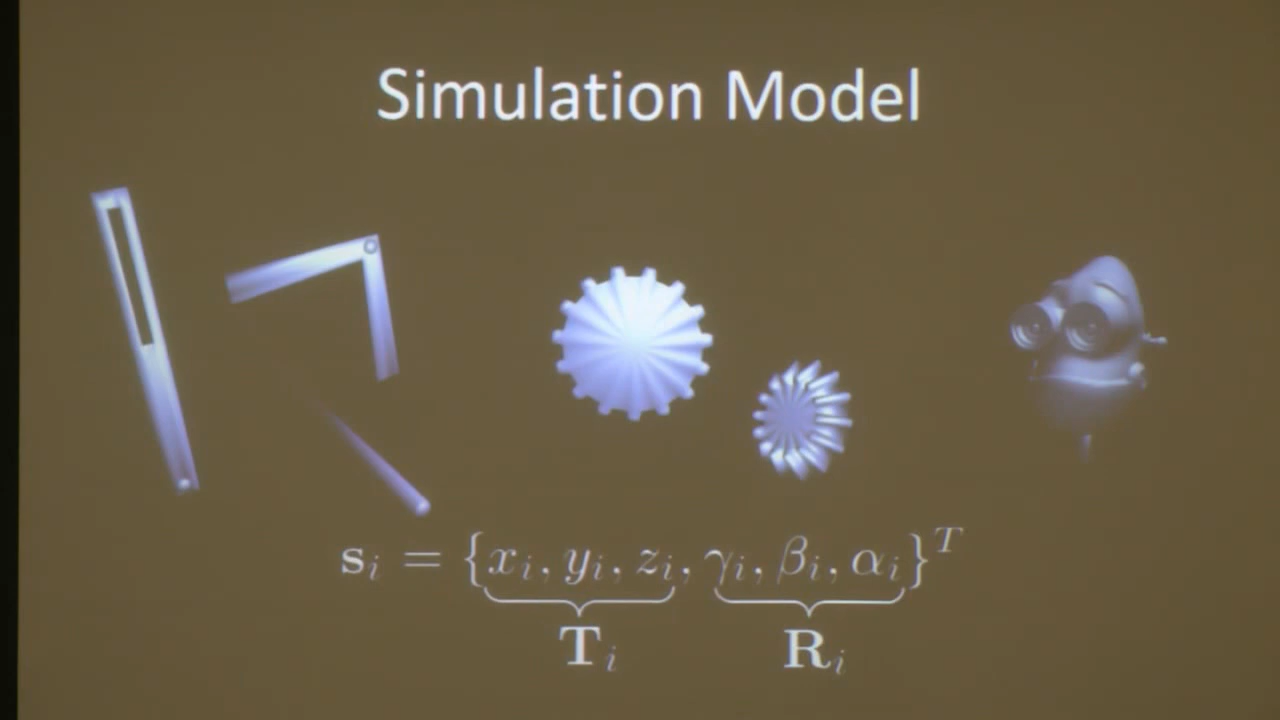 Simulation Model
s_i = {x_i, y_i, z_i, γ_i, β_i, α_i}^T
T_i R_i